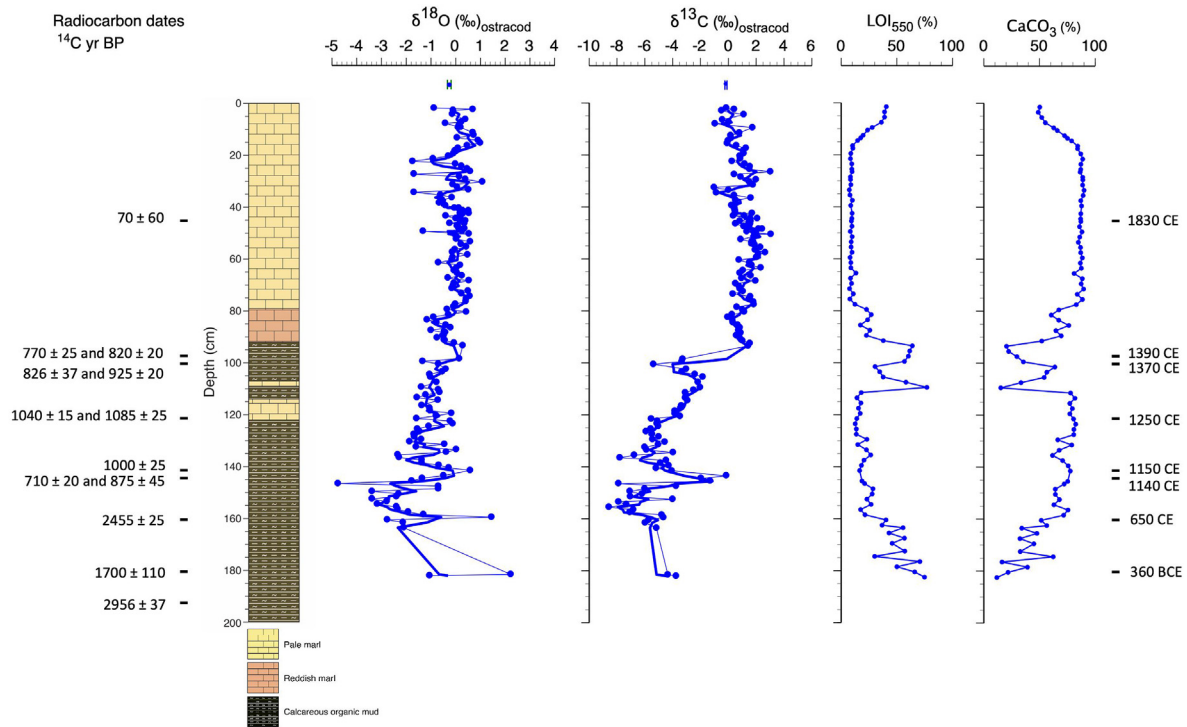 Radiocarbon dates
¹⁴C yr BP
δ¹⁸O (‰)ostracod
δ¹³C (‰)ostracod
LOI₅₅₀ (%)
CaCO₃ (%)
-5 -4 -3 -2 -1 0 1 2 3 4
-10 -8 -6 -4 -2 0 2 4 6
0 50 100
0 50 100
Depth (cm)
0
20
40
60
80
100
120
140
160
180
200
70 ± 60
770 ± 25 and 820 ± 20
826 ± 37 and 925 ± 20
1040 ± 15 and 1085 ± 25
1000 ± 25
710 ± 20 and 875 ± 45
2455 ± 25
1700 ± 110
2956 ± 37
1830 CE
1390 CE
1370 CE
1250 CE
1150 CE
1140 CE
650 CE
360 BCE
Pale marl
Reddish marl
Calcareous organic mud